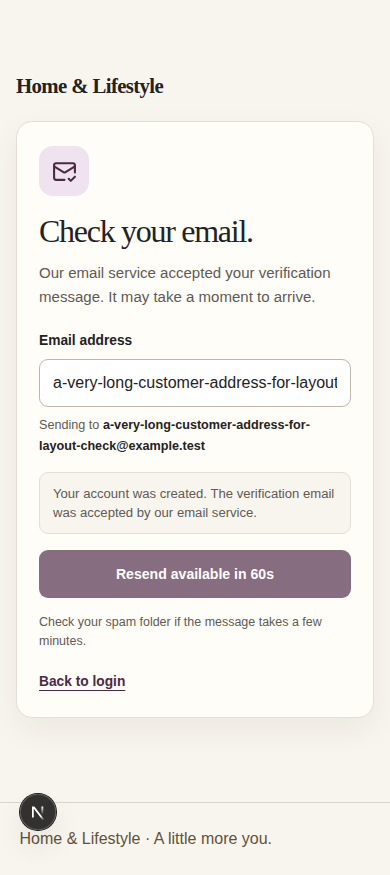 Home & Lifestyle
Check your email.
Our email service accepted your verification
message. It may take a moment to arrive.
Email address
a-very-long-customer-address-for-layout
Sending to a-very-long-customer-address-for-
layout-check@example.test
Your account was created. The verification email
was accepted by our email service.
Resend available in 60s
Check your spam folder if the message takes a few
minutes.
Back to login
N
Home & Lifestyle · A little more you.